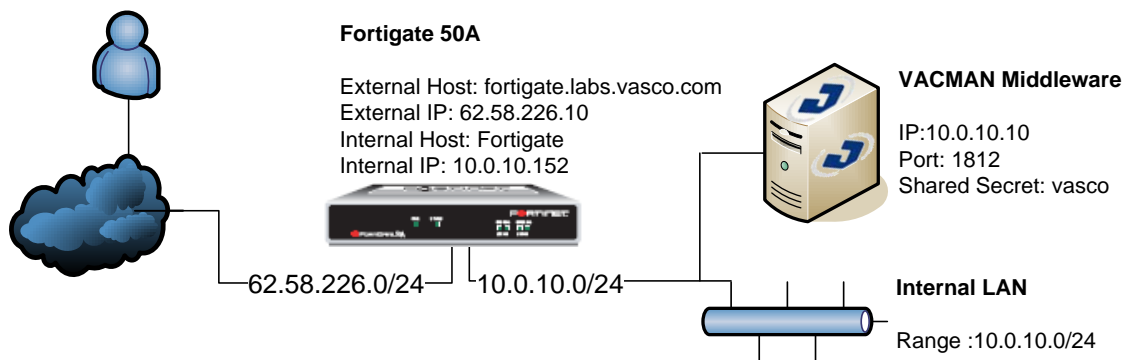 Fortigate 50A
External Host: fortigate.labs.vasco.com
External IP: 62.58.226.10
Internal Host: Fortigate
Internal IP: 10.0.10.152
FORTINET
VACMAN Middleware
IP:10.0.10.10
Port: 1812
Shared Secret: vasco
62.58.226.0/24
10.0.10.0/24
Internal LAN
Range :10.0.10.0/24